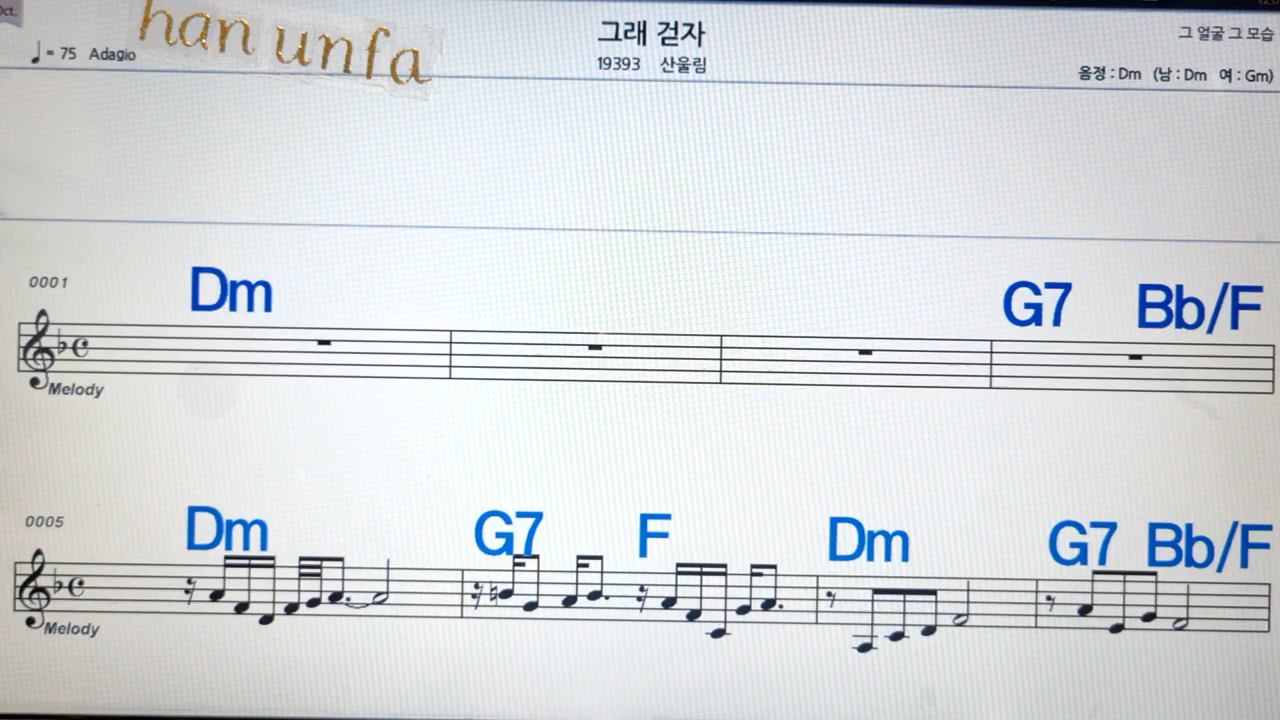 Oct.
han unfa
♩= 75 Adagio
그래 걷자
19393 산울림
그 얼굴 그 모습
음정 : Dm (남 : Dm 여 : Gm)
0001
Dm G7 Bb/F
Melody
0005
Dm G7 F Dm G7 Bb/F
Melody